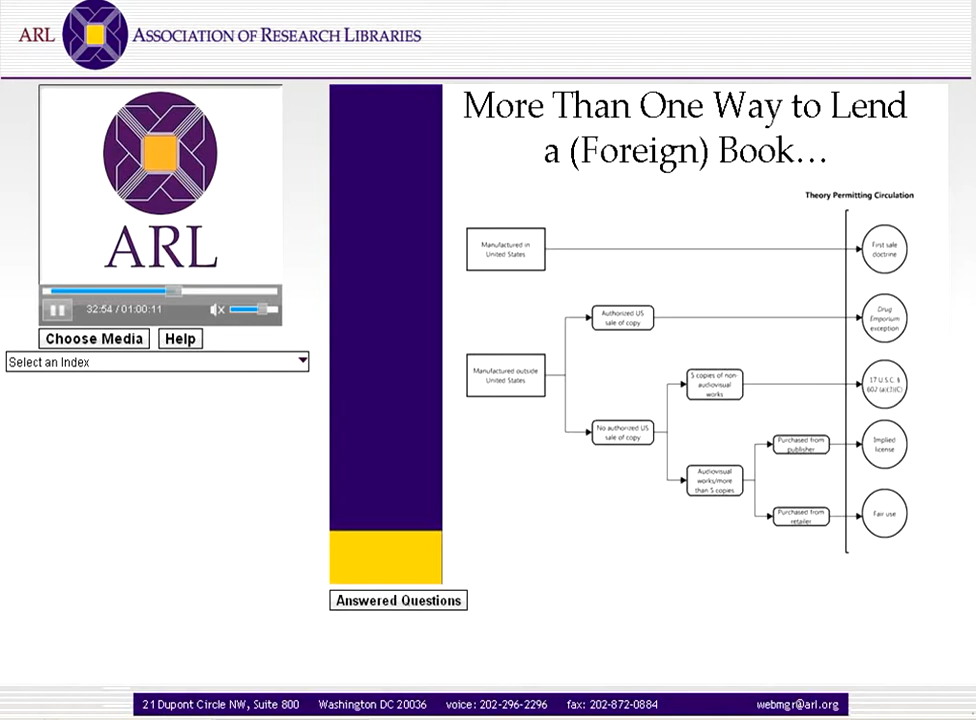 ARL ASSOCIATION OF RESEARCH LIBRARIES
ARL
32:54 / 01:00:11
Choose Media
Help
Select an Index
More Than One Way to Lend
a (Foreign) Book…
Theory Permitting Circulation
Manufactured in
United States
First sale
doctrine
Authorized US
sale of copy
Drug
Emporium
exception
Manufactured outside
United States
5 copies of non-
audiovisual
works
17 U.S.C. §
602 (a)(3)(C)
No authorized US
sale of copy
Purchased from
publisher
Implied
license
Audiovisual
works/more
than 5 copies
Purchased from
retailer
Fair use
Answered Questions
21 Dupont Circle NW, Suite 800 Washington DC 20036 voice: 202-296-2296 fax: 202-872-0884 webmgr@arl.org